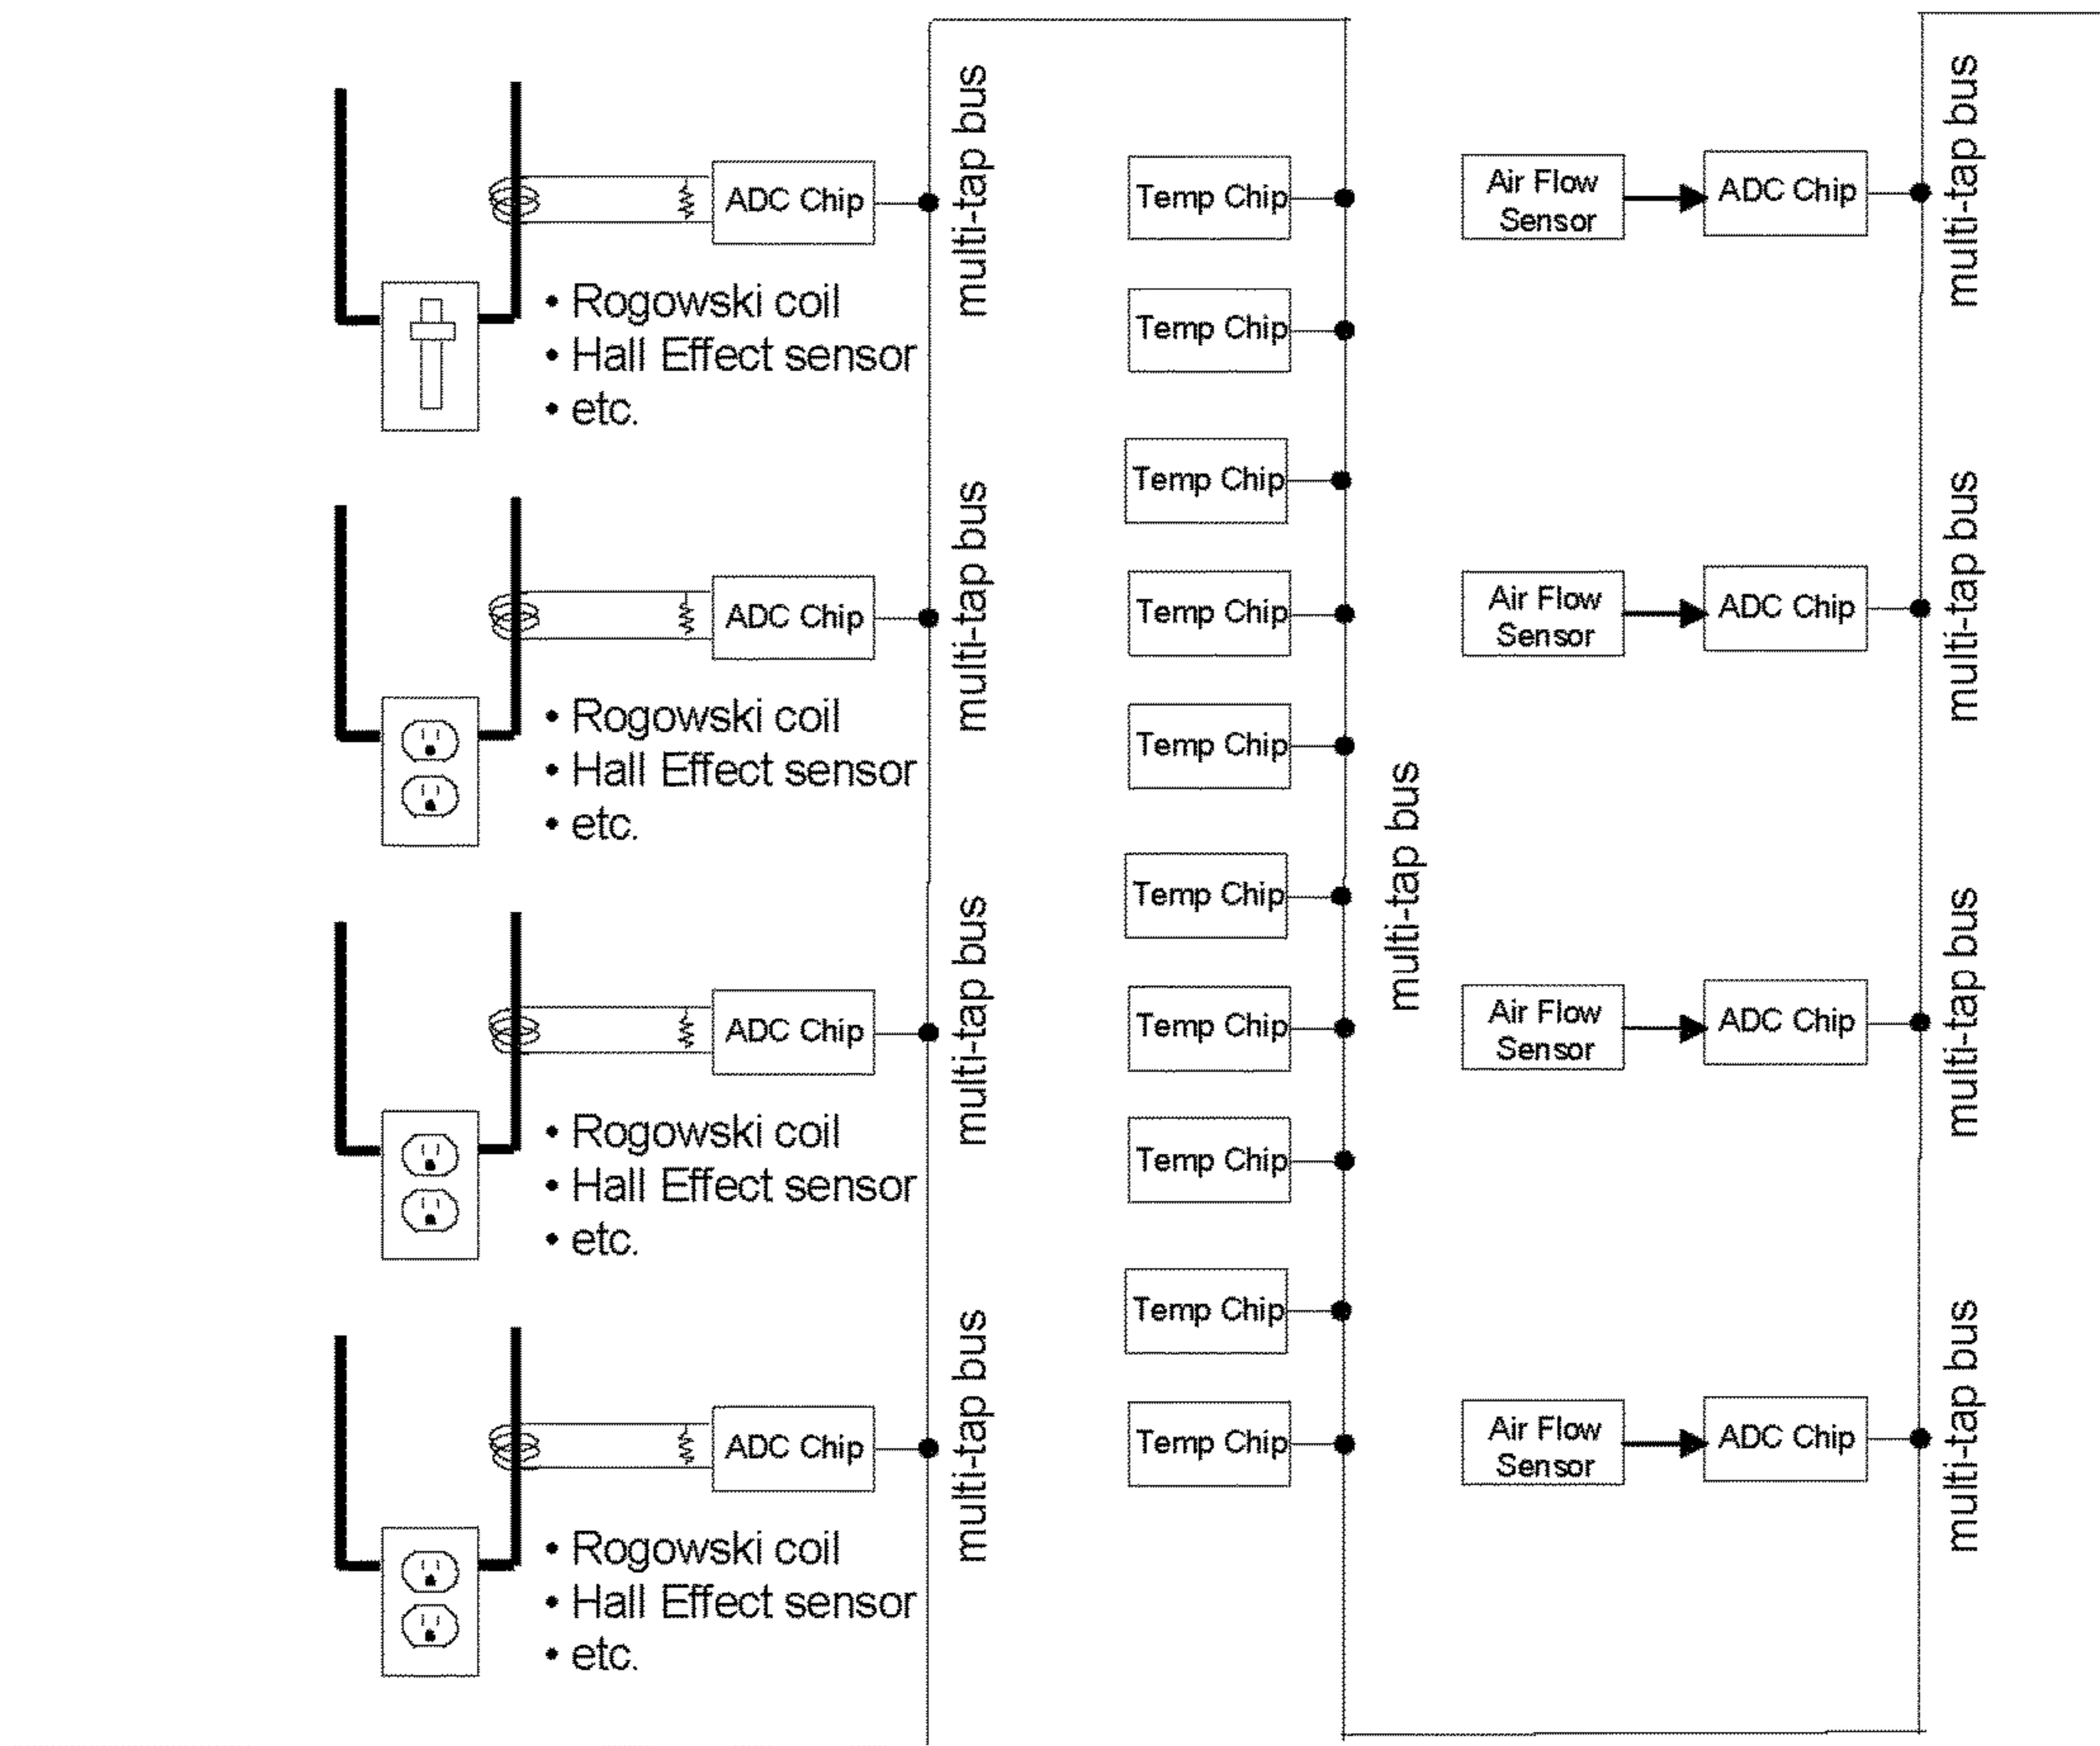 ADC Chip
• Rogowski coil
• Hall Effect sensor
• etc.
multi-tap bus
ADC Chip
• Rogowski coil
• Hall Effect sensor
• etc.
multi-tap bus
ADC Chip
• Rogowski coil
• Hall Effect sensor
• etc.
multi-tap bus
ADC Chip
• Rogowski coil
• Hall Effect sensor
• etc.
multi-tap bus
Temp Chip
Temp Chip
Temp Chip
Temp Chip
Temp Chip
Temp Chip
Temp Chip
Temp Chip
Temp Chip
Temp Chip
multi-tap bus
Air Flow
Sensor
ADC Chip
multi-tap bus
Air Flow
Sensor
ADC Chip
multi-tap bus
Air Flow
Sensor
ADC Chip
multi-tap bus
Air Flow
Sensor
ADC Chip
multi-tap bus